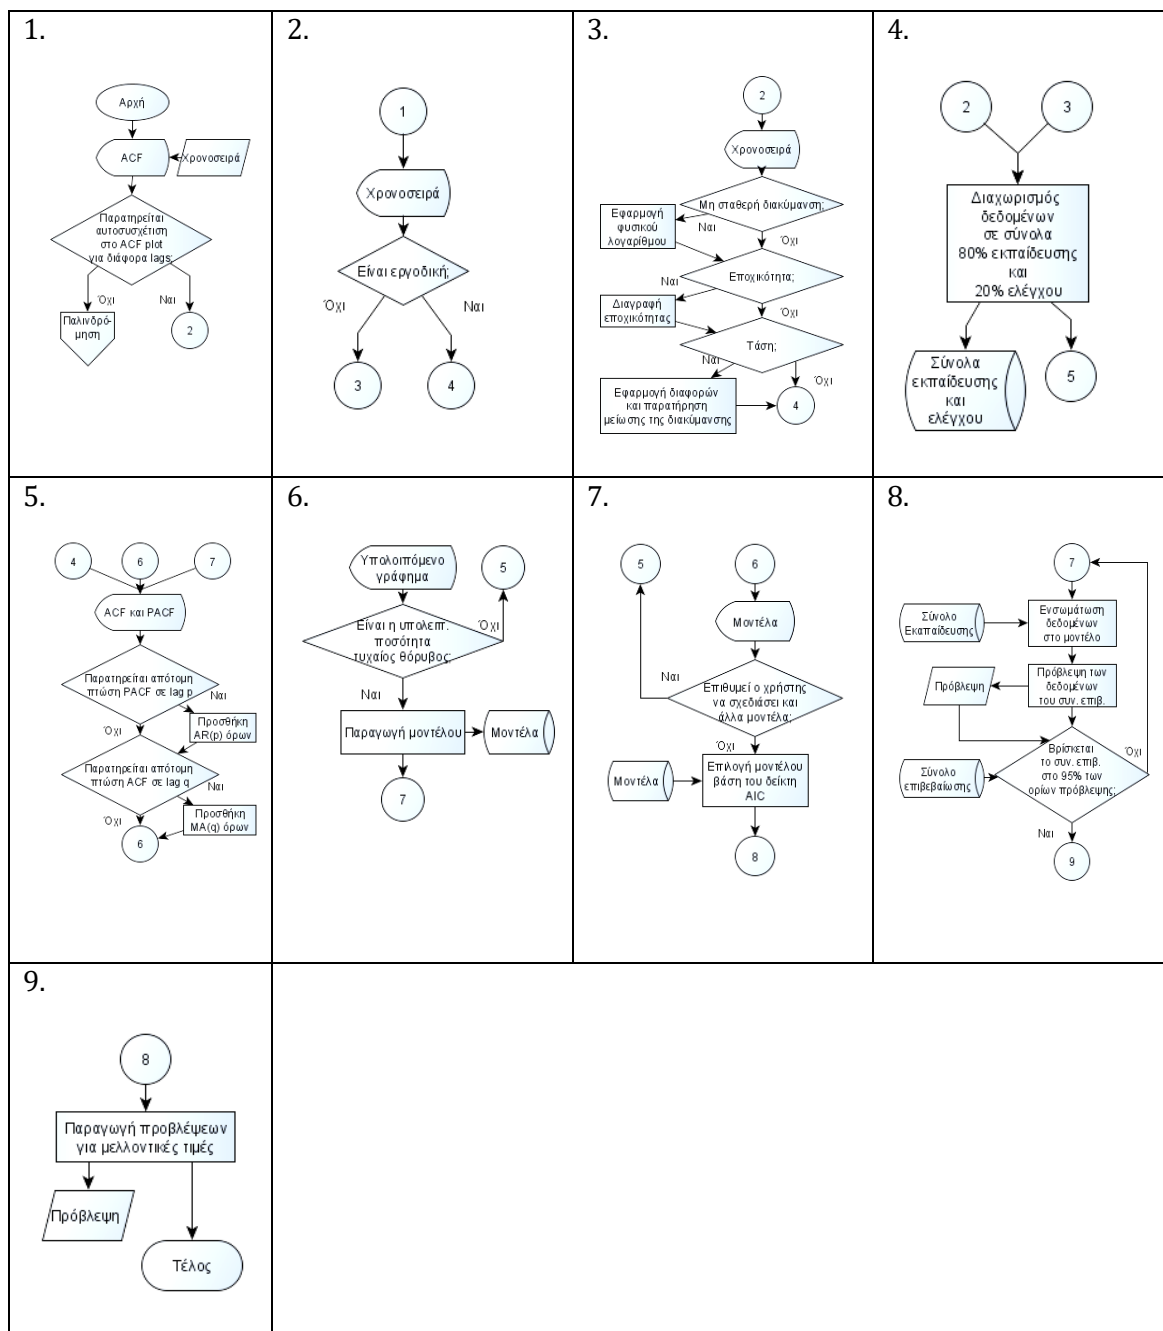 1.
Αρχή
ACF
Χρονοσειρά
Παρατηρείται
αυτοσυσχέτιση
στο ACF plot
για διάφορα lags;
Όχι
Ναι
Παλινδρό-
μηση
2
2.
1
Χρονοσειρά
Είναι εργοδική;
Όχι
Ναι
3
4
3.
2
Χρονοσειρά
Μη σταθερή διακύμανση;
Εφαρμογή
φυσικού
λογαρίθμου
Ναι
Όχι
Εποχικότητα;
Ναι
Διαγραφή
εποχικότητας
Όχι
Τάση;
Ναι
Όχι
Εφαρμογή διαφορών
και παρατήρηση
μείωσης της διακύμανσης
4
4.
2
3
Διαχωρισμός
δεδομένων
σε σύνολα
80% εκπαίδευσης
και
20% ελέγχου
Σύνολα
εκπαίδευσης
και
ελέγχου
5
5.
4
6
7
ACF και PACF
Παρατηρείται απότομη
πτώση PACF σε lag p
Ναι
Προσθήκη
AR(p) όρων
Όχι
Παρατηρείται απότομη
πτώση ACF σε lag q
Ναι
Προσθήκη
MA(q) όρων
Όχι
6
6.
Υπολοιπόμενο
γράφημα
5
Είναι η υπολειπ.
ποσότητα
τυχαίος θόρυβος;
Όχι
Ναι
Παραγωγή μοντέλου
Μοντέλα
7
7.
5
6
Μοντέλα
Ναι
Επιθυμεί ο χρήστης
να σχεδιάσει και
άλλα μοντέλα;
Όχι
Μοντέλα
Επιλογή μοντέλου
βάση του δείκτη
AIC
8
8.
7
Σύνολο
Εκαπαίδευσης
Ενσωμάτωση
δεδομένων
στο μοντέλο
Πρόβλεψη
Πρόβλεψη των
δεδομένων
του συν. επιβ.
Σύνολο
επιβεβαίωσης
Βρίσκεται
το συν. επιβ.
στο 95% των
ορίων πρόβλεψης;
Όχι
Ναι
9
9.
8
Παραγωγή προβλέψεων
για μελλοντικές τιμές
Πρόβλεψη
Τέλος